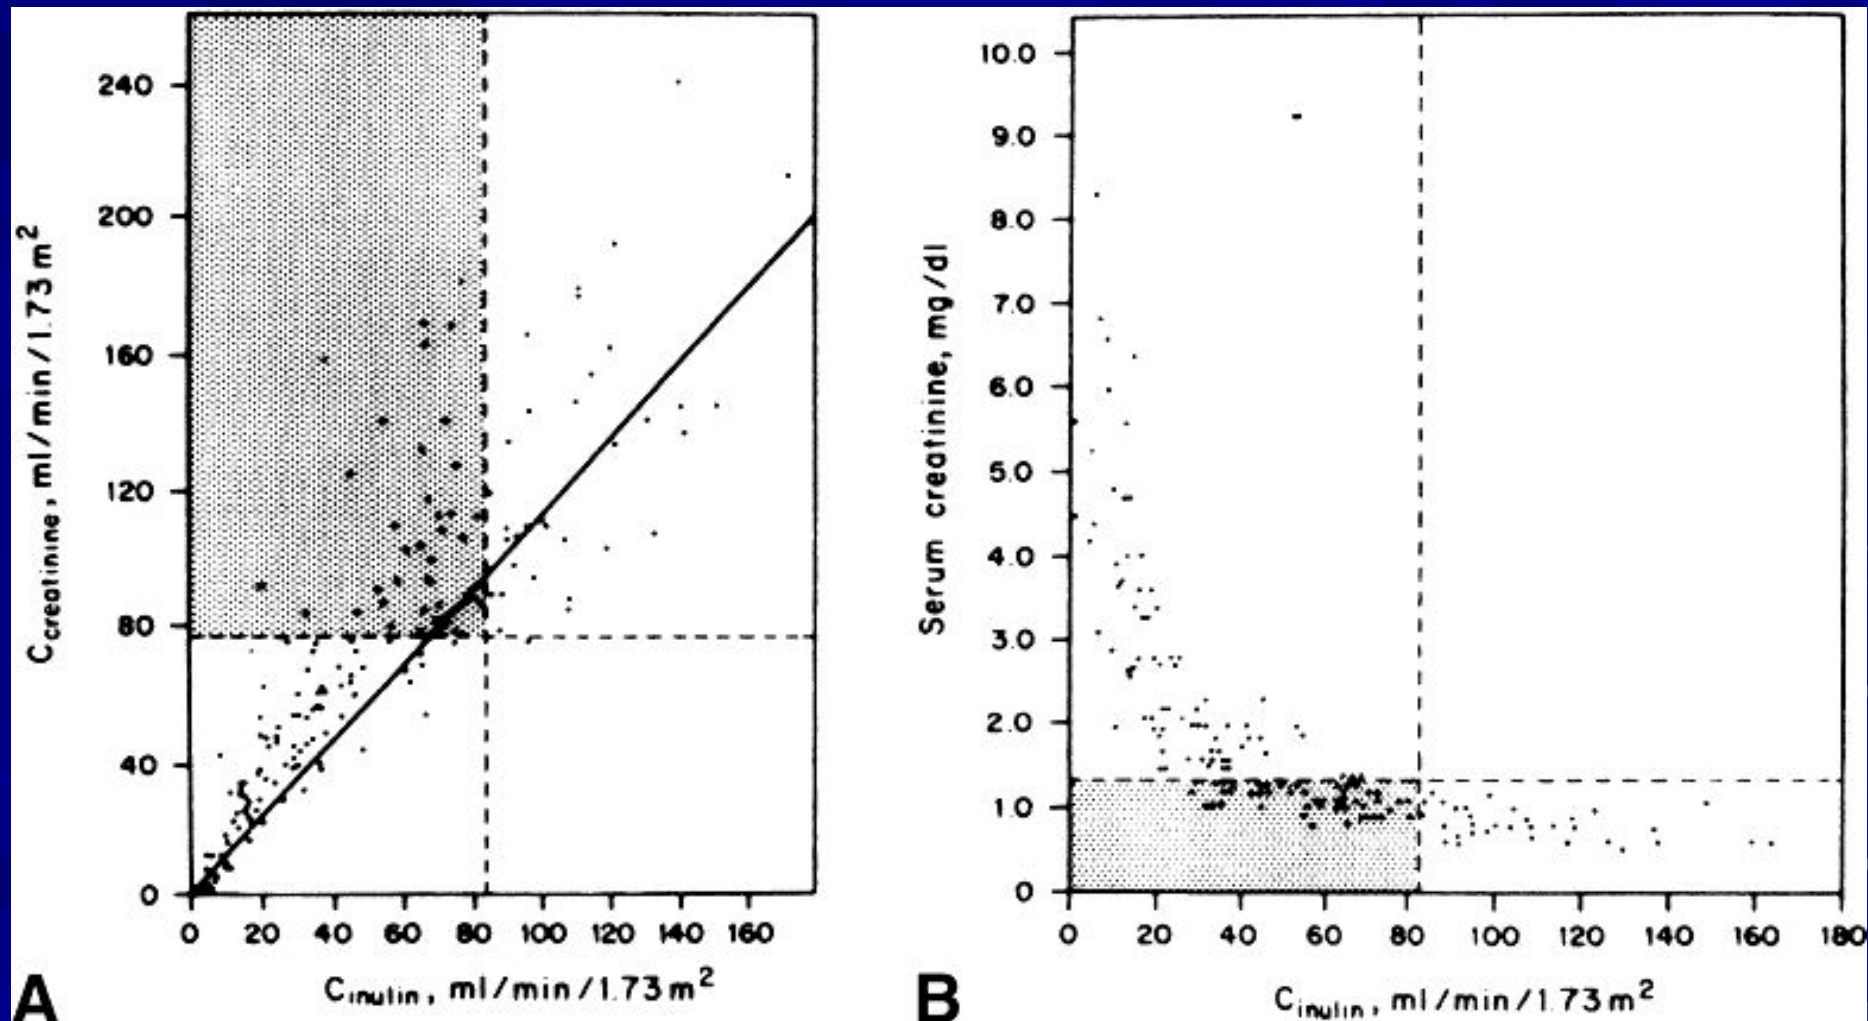 240
200
160
120
80
40
0
C creatinine, ml/min/1.73 m²
0 20 40 60 80 100 120 140 160
C inulin, ml/min/1.73 m²
A
10.0
9.0
8.0
7.0
6.0
5.0
4.0
3.0
2.0
1.0
0
Serum creatinine, mg/dl
0 20 40 60 80 100 120 140 160 180
C inulin, ml/min/1.73 m²
B